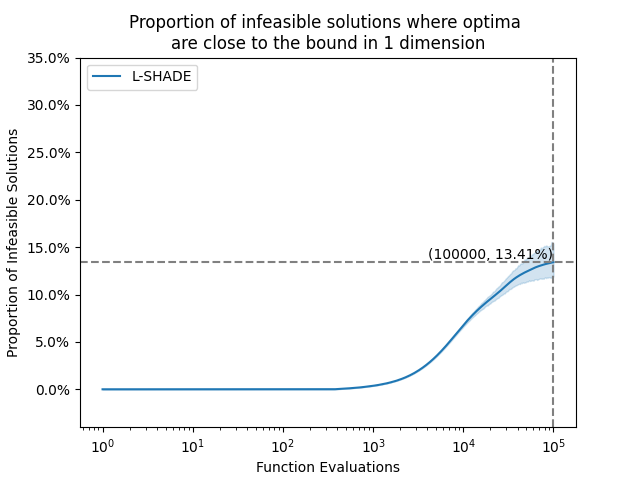 Proportion of infeasible solutions where optima
are close to the bound in 1 dimension
35.0%
L-SHADE
30.0%
25.0%
20.0%
15.0%
(100000, 13.41%)
10.0%
5.0%
0.0%
Proportion of Infeasible Solutions
10⁰ 10¹ 10² 10³ 10⁴ 10⁵
Function Evaluations